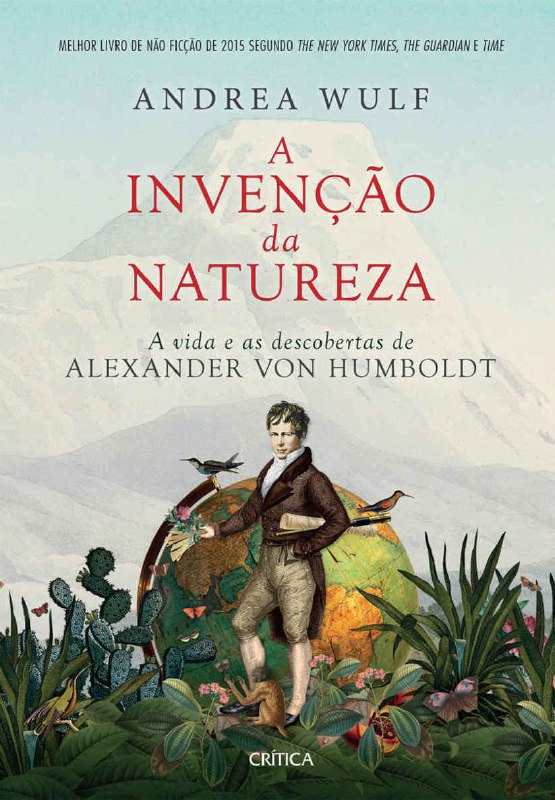 MELHOR LIVRO DE NÃO FICÇÃO DE 2015 SEGUNDO THE NEW YORK TIMES, THE GUARDIAN E TIME
ANDREA WULF
A
INVENÇÃO
da
NATUREZA
A vida e as descobertas de
ALEXANDER VON HUMBOLDT
CRÍTICA